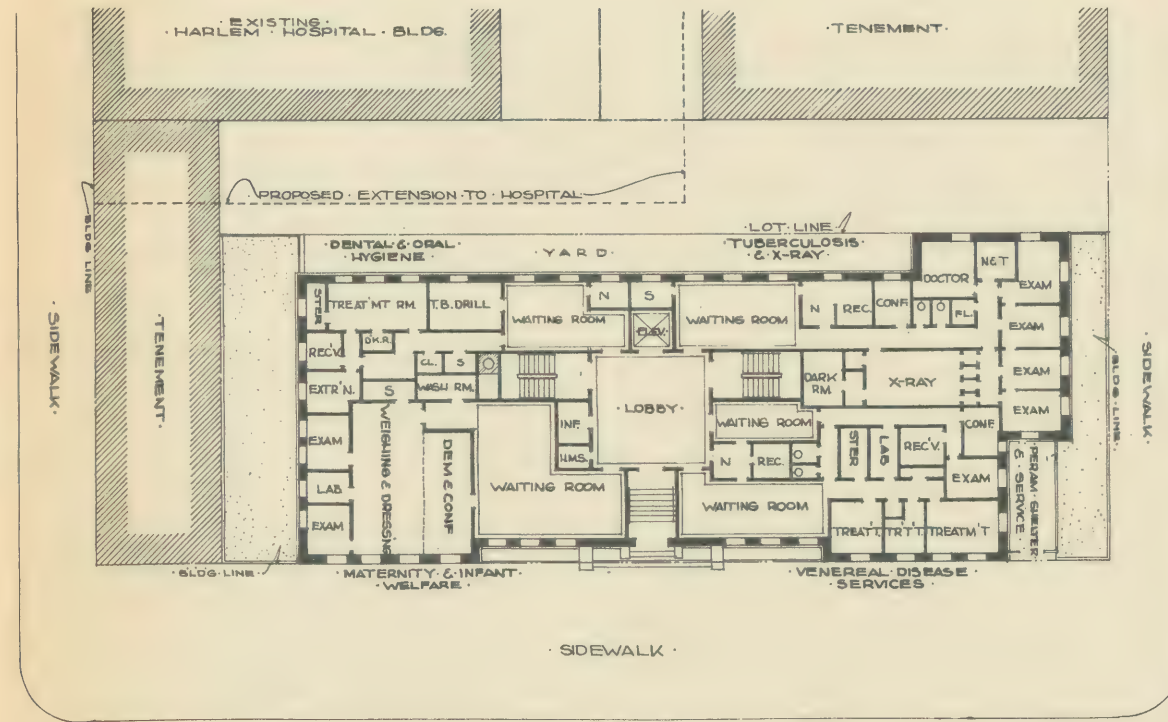 · EXISTING ·
· HARLEM · HOSPITAL · BLDG.
· TENEMENT ·
· PROPOSED · EXTENSION · TO · HOSPITAL ·
· BLDG · LINE ·
· LOT · LINE ·
· DENTAL · & · ORAL ·
HYGIENE ·
YARD ·
· TUBERCULOSIS
& · X-RAY ·
STER
TREAT'MT RM.
T.B. DRILL
WAITING ROOM
N
S
ELEV.
WAITING ROOM
N
REC.
CONF.
DOCTOR
FL.
EXAM
EXAM
EXAM
EXAM
REC'V.
D.K.R.
CL.
S
EXTR'N.
S
WASH RM.
· LOBBY ·
DARK
RM.
X-RAY
EXAM
LAB
EXAM
WEIGHING & DRESS'NG
DEM & CONF
WAITING ROOM
INF.
H.M.S.
WAITING ROOM
N
REC.
STER
LAB
REC'V.
CONF.
EXAM
WAITING ROOM
TREAT'T.
TR'T'T.
TREATM'T
PERAM · SHELTER
& · SERVICE ·
· SIDEWALK ·
· TENEMENT ·
· SIDEWALK ·
· BLDG · LINE ·
· BLDG · LINE ·
· MATERNITY · & · INFANT ·
· WELFARE ·
· VENEREAL · DISEASE ·
SERVICES ·
· SIDEWALK ·